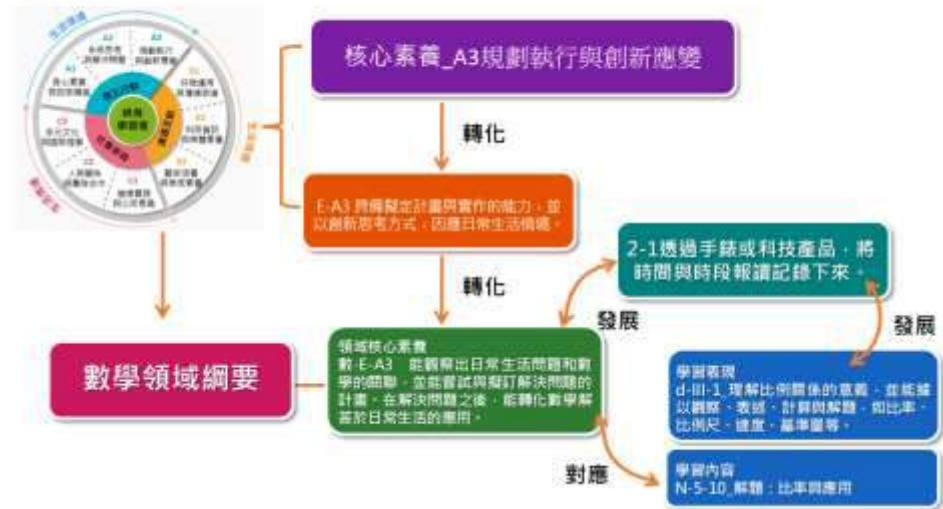 核心素養_A3規劃執行與創新應變
轉化
E-A3 具備擬定計畫與實作的能力，並
以創新思考方式，因應日常生活情境。
轉化
2-1透過手錶或科技產品，將
時間與時段報讀記錄下來。
發展
發展
數學領域綱要
領域核心素養
數-E-A3 能觀察出日常生活問題和數
學的關聯，並能嘗試與擬訂解決問題的
計畫。在解決問題之後，能轉化數學解
答於日常生活的應用。
學習表現
d-III-1 理解比例關係的意義，並能據
以觀察、表述、計算與解題，如比率、
比例尺、速度、基準量等。
對應
學習內容
N-5-10_解題：比率與應用